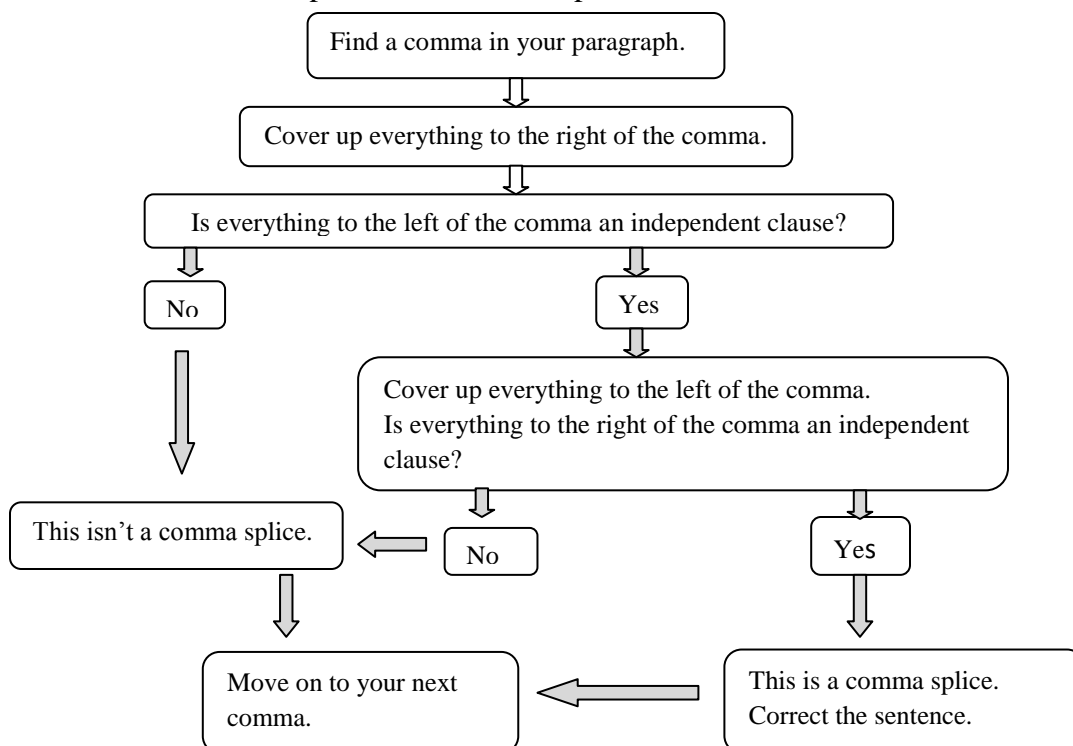 Find a comma in your paragraph.
Cover up everything to the right of the comma.
Is everything to the left of the comma an independent clause?
No
Yes
Cover up everything to the left of the comma.
Is everything to the right of the comma an independent
clause?
This isn’t a comma splice.
No
Yes
Move on to your next
comma.
This is a comma splice.
Correct the sentence.